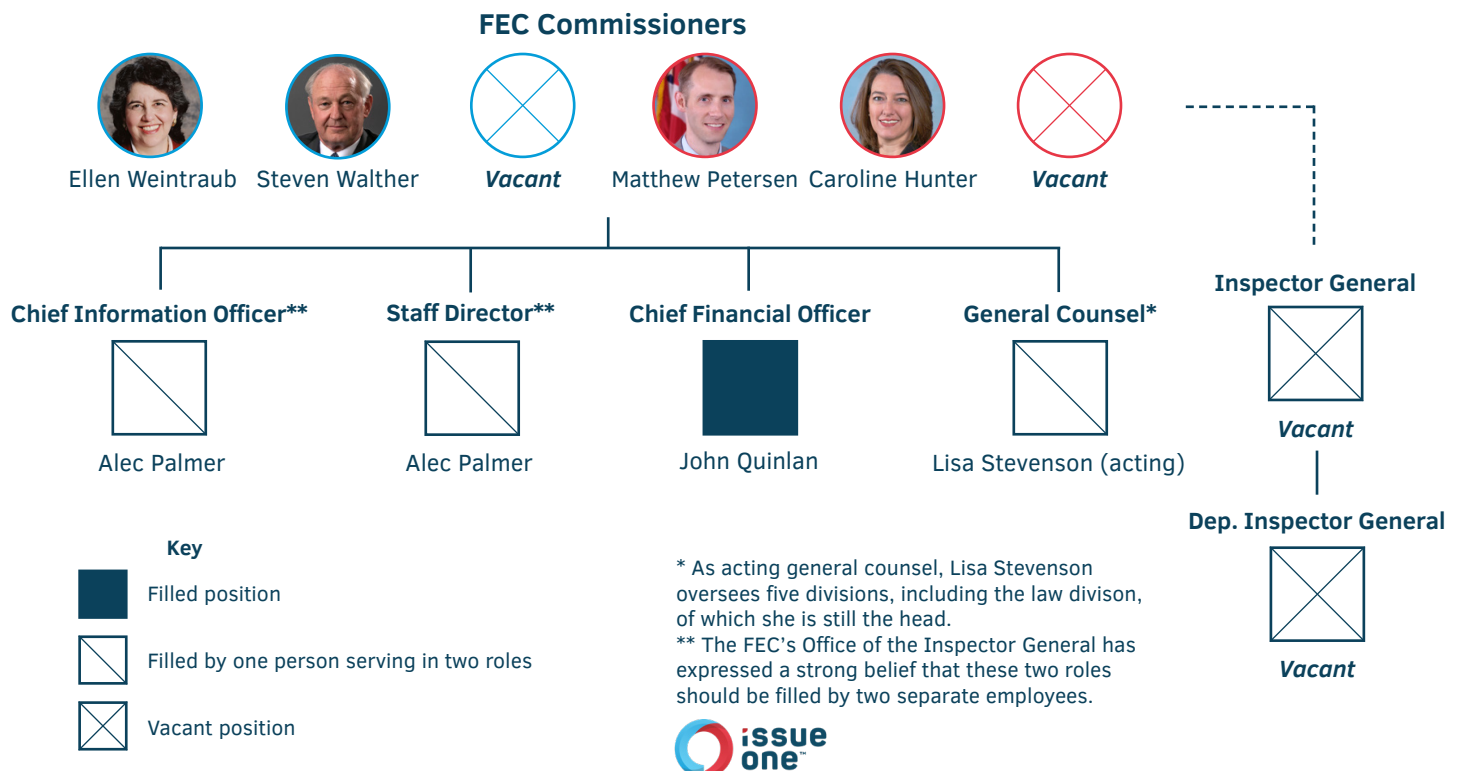 FEC Commissioners
Ellen Weintraub
Steven Walther
Vacant
Matthew Petersen
Caroline Hunter
Vacant
Chief Information Officer**
Staff Director**
Chief Financial Officer
General Counsel*
Inspector General
Alec Palmer
Alec Palmer
John Quinlan
Lisa Stevenson (acting)
Vacant
Dep. Inspector General
Vacant
Key
Filled position
Filled by one person serving in two roles
Vacant position
* As acting general counsel, Lisa Stevenson
oversees five divisions, including the law divison,
of which she is still the head.
** The FEC's Office of the Inspector General has
expressed a strong belief that these two roles
should be filled by two separate employees.
issue
one™